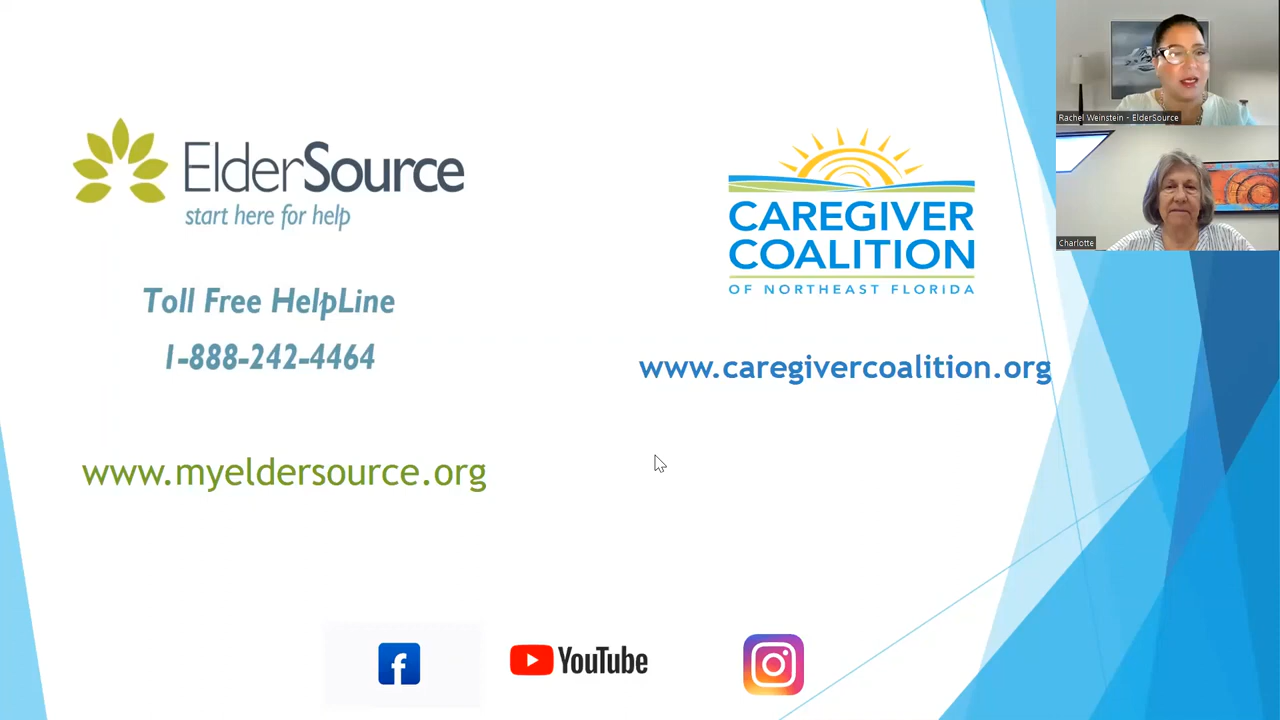 ElderSource
start here for help
Toll Free HelpLine
1-888-242-4464
www.myeldersource.org
CAREGIVER
COALITION
OF NORTHEAST FLORIDA
www.caregivercoalition.org
f
YouTube
Rachel Weinstein - ElderSource
Charlotte